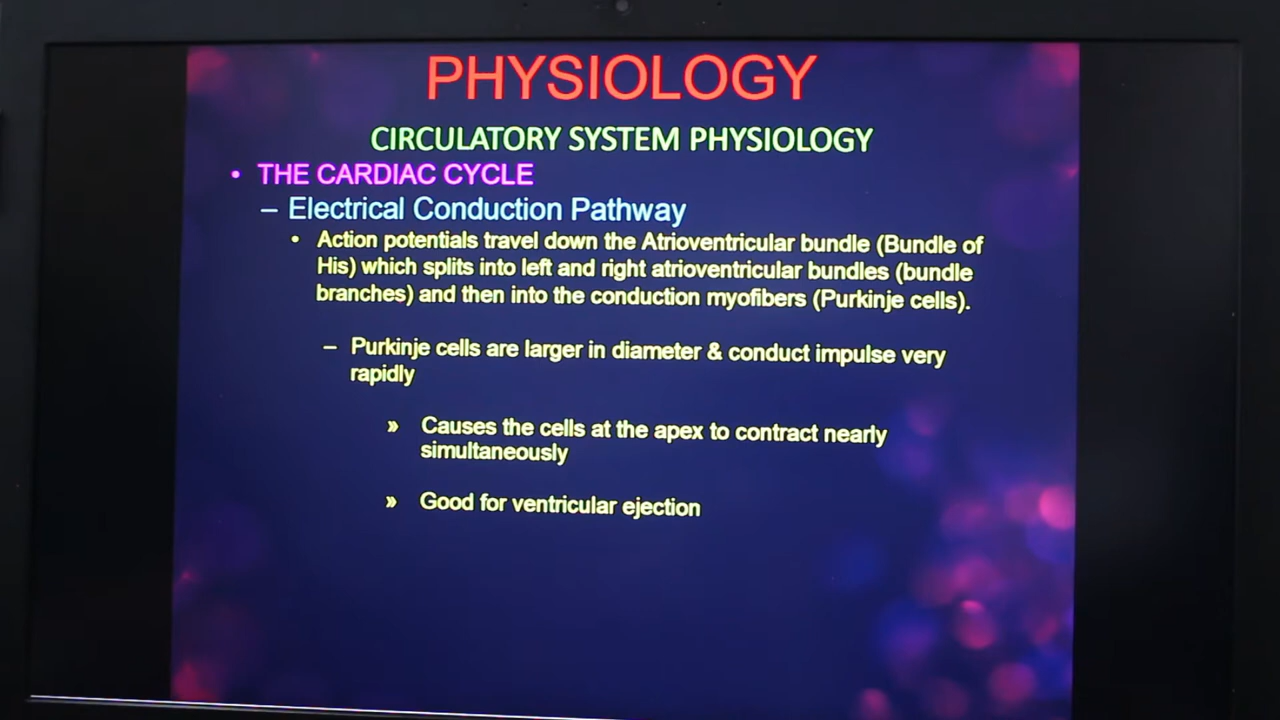 PHYSIOLOGY
CIRCULATORY SYSTEM PHYSIOLOGY
• THE CARDIAC CYCLE
– Electrical Conduction Pathway
• Action potentials travel down the Atrioventricular bundle (Bundle of
His) which splits into left and right atrioventricular bundles (bundle
branches) and then into the conduction myofibers (Purkinje cells).
– Purkinje cells are larger in diameter & conduct impulse very
rapidly
» Causes the cells at the apex to contract nearly
simultaneously
» Good for ventricular ejection